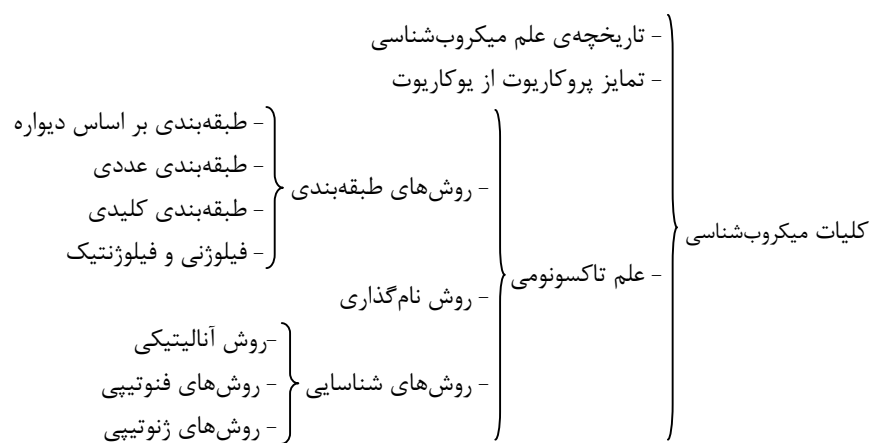 کلیات میکروب‌شناسی
- تاریخچه‌ی علم میکروب‌شناسی
- تمایز پروکاریوت از یوکاریوت
- علم تاکسونومی
- روش‌های طبقه‌بندی
- طبقه‌بندی بر اساس دیواره
- طبقه‌بندی عددی
- طبقه‌بندی کلیدی
- فیلوژنی و فیلوژنتیک
- روش نام‌گذاری
- روش‌های شناسایی
-روش آنالیتیکی
- روش‌های فنوتیپی
- روش‌های ژنوتیپی